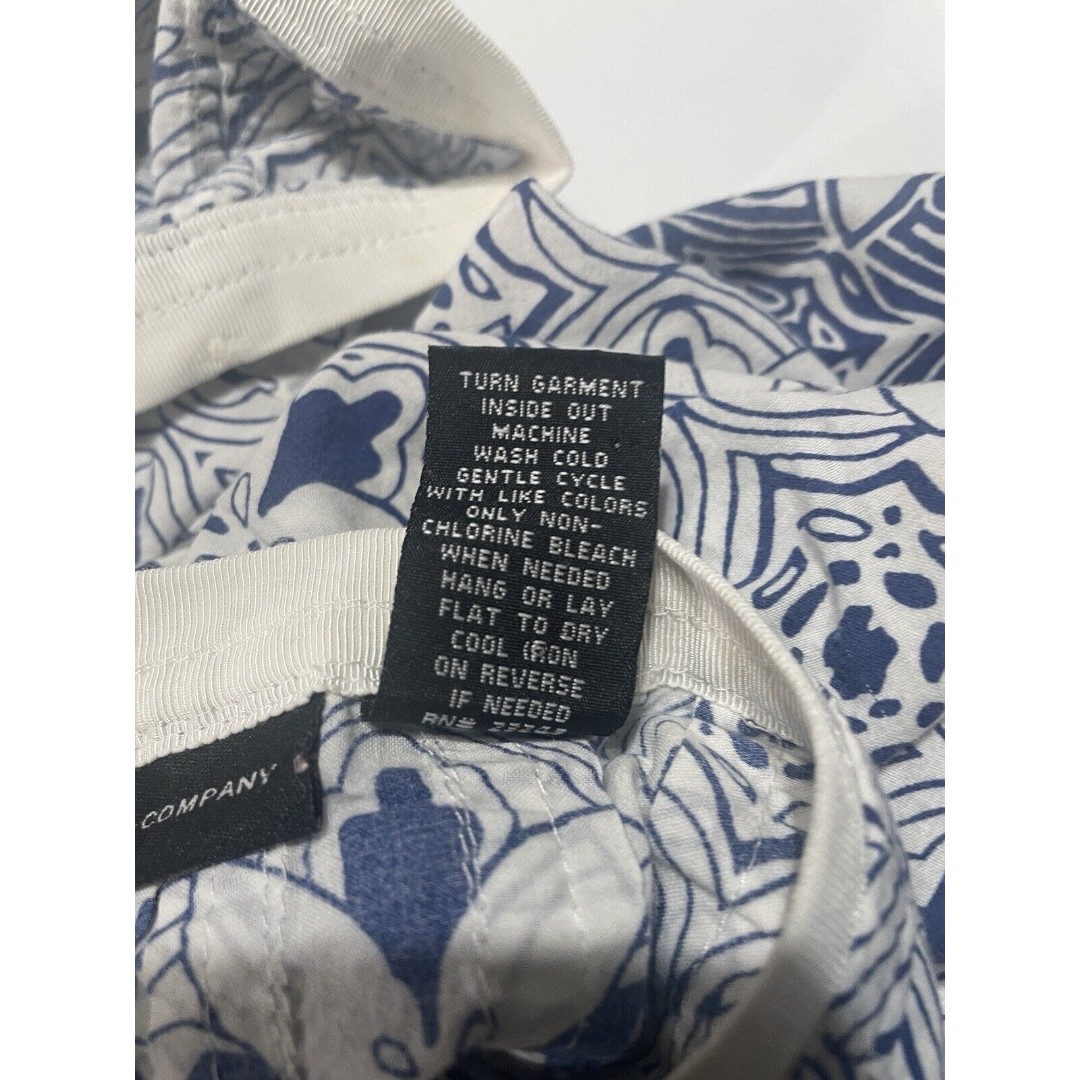 TURN GARMENT
INSIDE OUT
MACHINE
WASH COLD
GENTLE CYCLE
WITH LIKE COLORS
ONLY NON-
CHLORINE BLEACH
WHEN NEEDED
HANG OR LAY
FLAT TO DRY
COOL IRON
ON REVERSE
IF NEEDED
RN#
COMPANY